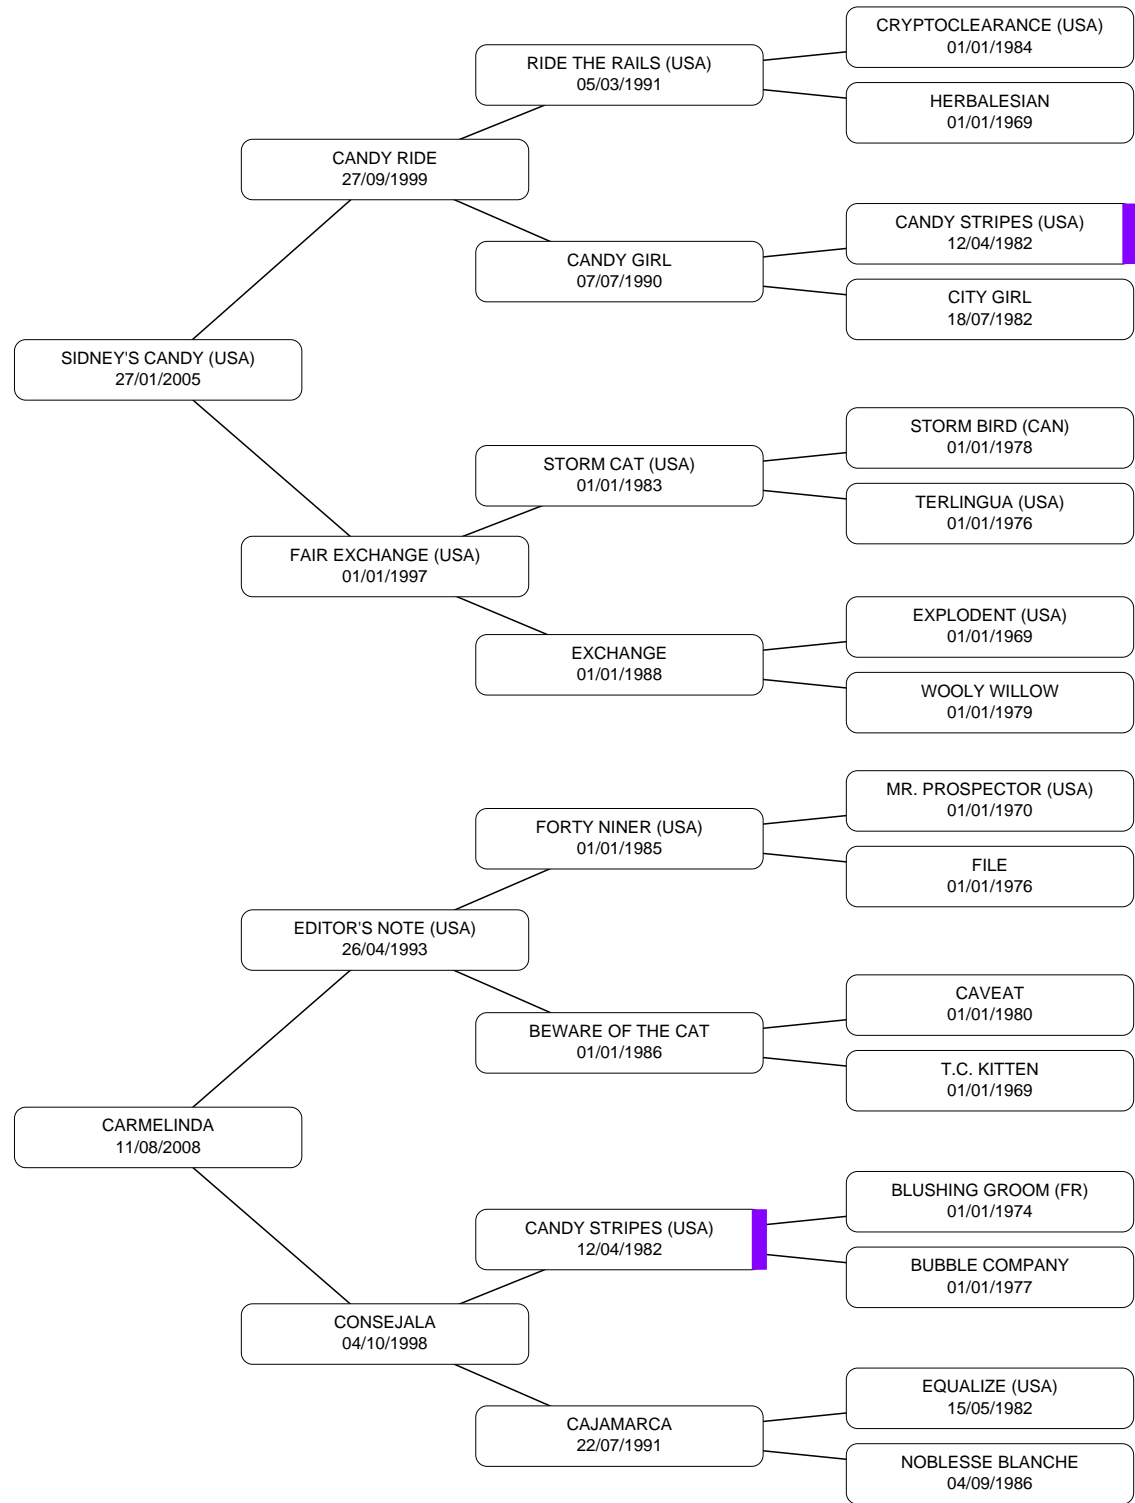 CRYPTOCLEARANCE (USA)
01/01/1984
RIDE THE RAILS (USA)
05/03/1991
HERBALESIAN
01/01/1969
CANDY RIDE
27/09/1999
CANDY STRIPES (USA)
12/04/1982
CANDY GIRL
07/07/1990
CITY GIRL
18/07/1982
SIDNEY'S CANDY (USA)
27/01/2005
STORM BIRD (CAN)
01/01/1978
STORM CAT (USA)
01/01/1983
TERLINGUA (USA)
01/01/1976
FAIR EXCHANGE (USA)
01/01/1997
EXPLODENT (USA)
01/01/1969
EXCHANGE
01/01/1988
WOOLY WILLOW
01/01/1979
MR. PROSPECTOR (USA)
01/01/1970
FORTY NINER (USA)
01/01/1985
FILE
01/01/1976
EDITOR'S NOTE (USA)
26/04/1993
CAVEAT
01/01/1980
BEWARE OF THE CAT
01/01/1986
T.C. KITTEN
01/01/1969
CARMELINDA
11/08/2008
BLUSHING GROOM (FR)
01/01/1974
CANDY STRIPES (USA)
12/04/1982
BUBBLE COMPANY
01/01/1977
CONSEJALA
04/10/1998
EQUALIZE (USA)
15/05/1982
CAJAMARCA
22/07/1991
NOBLESSE BLANCHE
04/09/1986